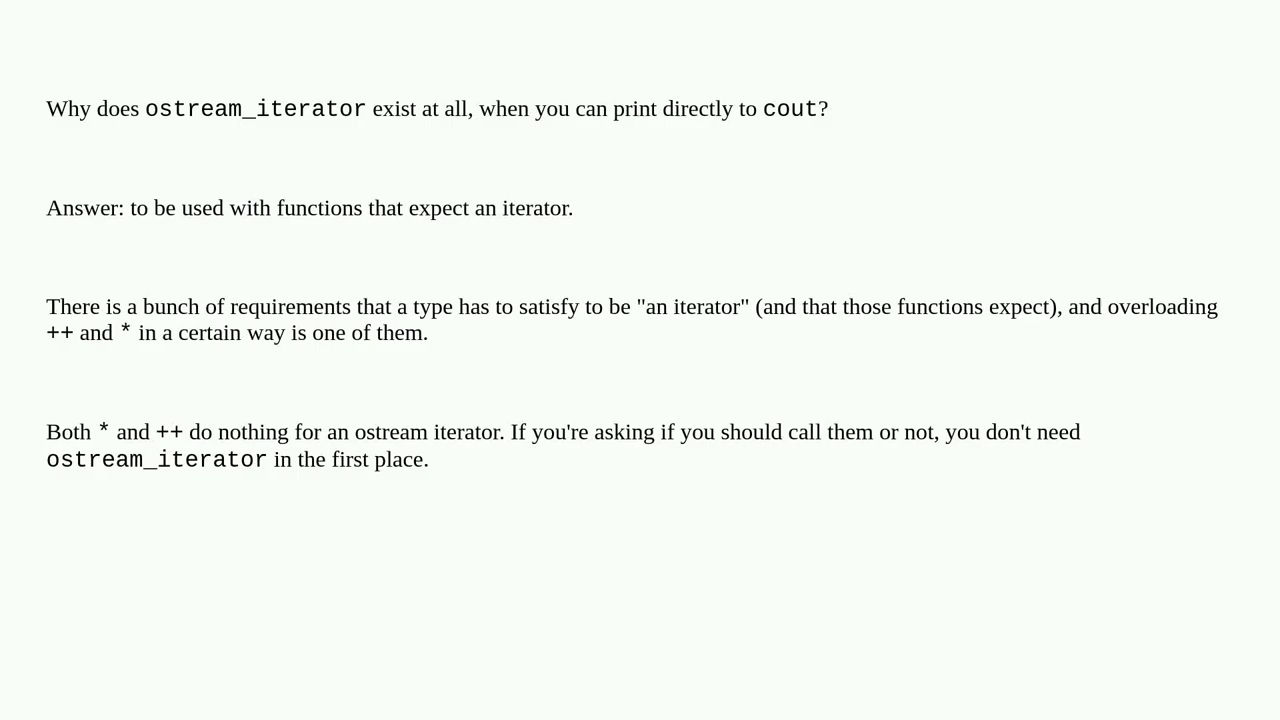 Why does ostream_iterator exist at all, when you can print directly to cout?
Answer: to be used with functions that expect an iterator.
There is a bunch of requirements that a type has to satisfy to be "an iterator" (and that those functions expect), and overloading
++ and * in a certain way is one of them.
Both * and ++ do nothing for an ostream iterator. If you're asking if you should call them or not, you don't need
ostream_iterator in the first place.